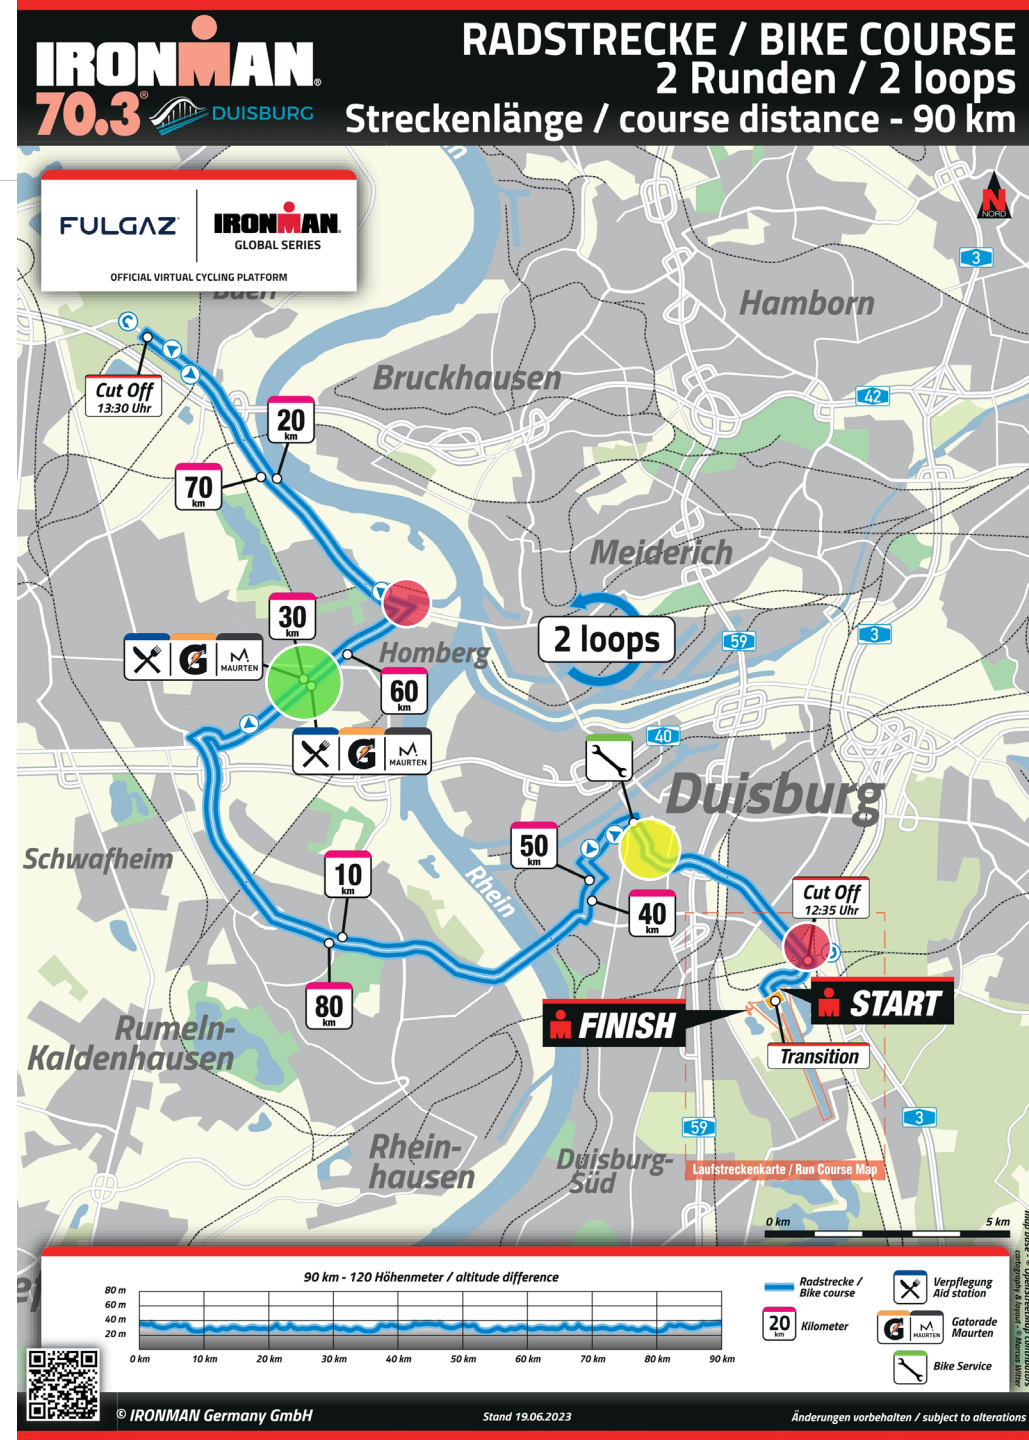 IRONMAN®
70.3® DUISBURG
RADSTRECKE / BIKE COURSE
2 Runden / 2 loops
Streckenlänge / course distance - 90 km
FULGAZ
IRONMAN®
GLOBAL SERIES
OFFICIAL VIRTUAL CYCLING PLATFORM
N
NORD
3
Hamborn
Bruckhausen
42
Cut Off
13:30 Uhr
20
km
70
km
Meiderich
30
km
59
3
2 loops
Homberg
MAURTEN
60
km
MAURTEN
40
Duisburg
50
km
Schwafheim
10
km
Rhein
Cut Off
12:35 Uhr
40
km
80
km
START
FINISH
Rumeln-
Kaldenhausen
Transition
59
3
Rhein-
hausen
Duisburg-
Süd
Laufstreckenkarte / Run Course Map
0 km 5 km
90 km - 120 Höhenmeter / altitude difference
80 m
60 m
40 m
20 m
0 km 10 km 20 km 30 km 40 km 50 km 60 km 70 km 80 km 90 km
Radstrecke /
Bike course
Verpflegung
Aid station
20
km
Kilometer
G MAURTEN
Gatorade
Maurten
Bike Service
cartography & layout - © Marcus Witter
© IRONMAN Germany GmbH
Stand 19.06.2023
Änderungen vorbehalten / subject to alterations